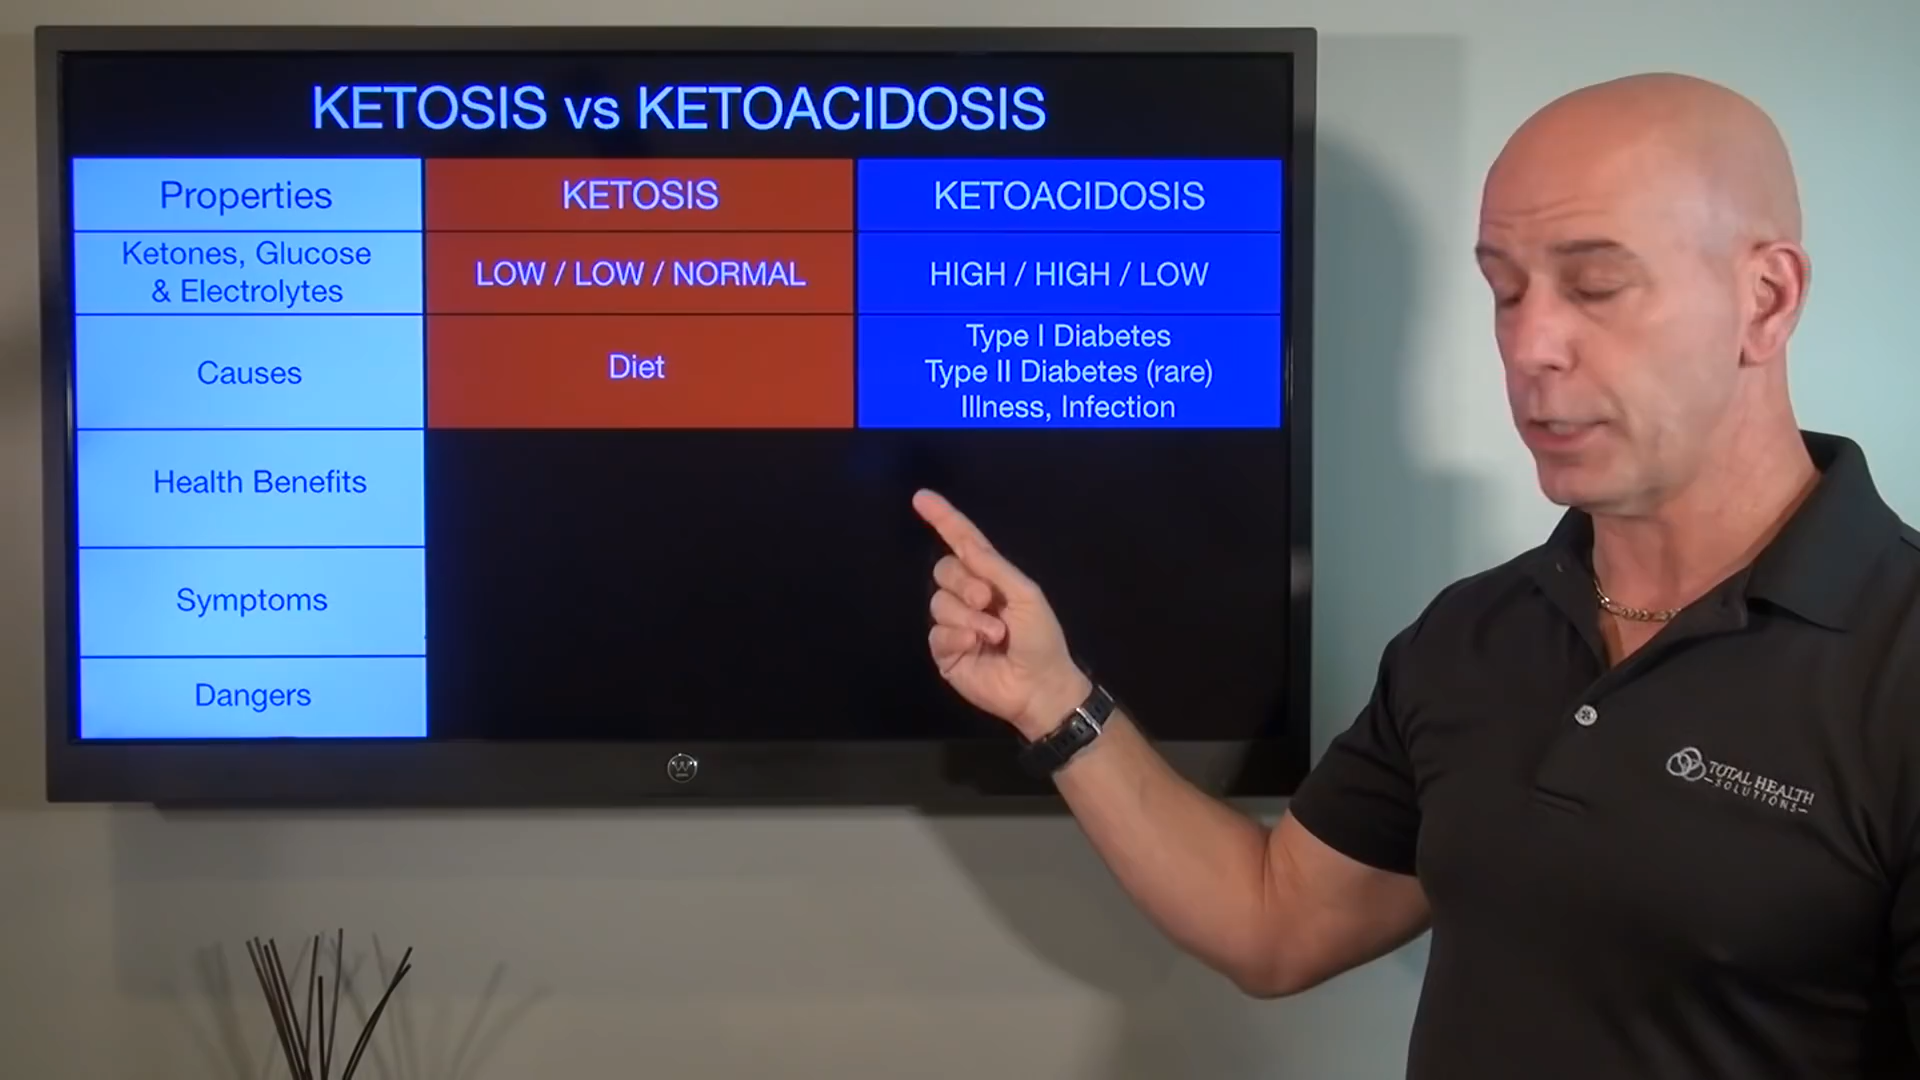 KETOSIS vs KETOACIDOSIS
Properties
KETOSIS
KETOACIDOSIS
Ketones, Glucose
& Electrolytes
LOW / LOW / NORMAL
HIGH / HIGH / LOW
Causes
Diet
Type I Diabetes
Type II Diabetes (rare)
Illness, Infection
Health Benefits
Symptoms
Dangers
W
TOTAL HEALTH
-SOLUTIONS-